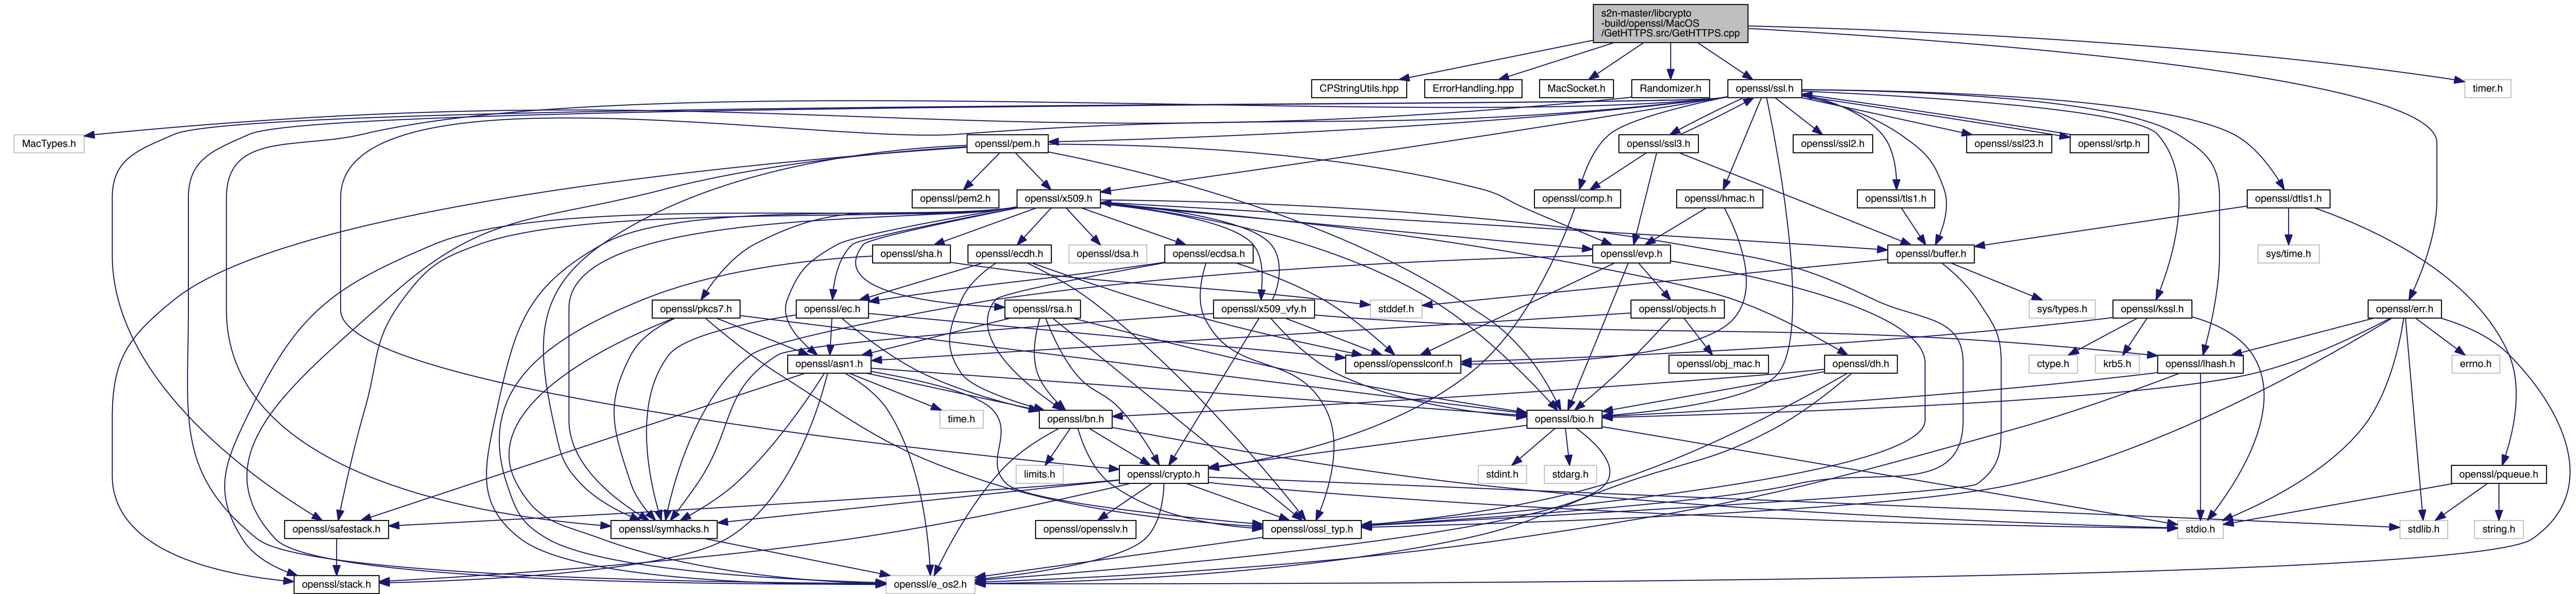 s2n-master/libcrypto
-build/openssl/MacOS
/GetHTTPS.src/GetHTTPS.cpp
CPStringUtils.hpp
ErrorHandling.hpp
MacSocket.h
Randomizer.h
openssl/ssl.h
timer.h
MacTypes.h
openssl/pem.h
openssl/ssl3.h
openssl/ssl2.h
openssl/ssl23.h
openssl/srtp.h
openssl/pem2.h
openssl/x509.h
openssl/comp.h
openssl/hmac.h
openssl/tls1.h
openssl/dtls1.h
openssl/sha.h
openssl/ecdh.h
openssl/dsa.h
openssl/ecdsa.h
openssl/evp.h
openssl/buffer.h
sys/time.h
openssl/pkcs7.h
openssl/ec.h
openssl/rsa.h
openssl/x509_vfy.h
stddef.h
openssl/objects.h
sys/types.h
openssl/kssl.h
openssl/err.h
openssl/asn1.h
openssl/opensslconf.h
openssl/obj_mac.h
openssl/dh.h
ctype.h
krb5.h
openssl/lhash.h
errno.h
time.h
openssl/bn.h
openssl/bio.h
limits.h
openssl/crypto.h
stdint.h
stdarg.h
openssl/pqueue.h
openssl/safestack.h
openssl/symhacks.h
openssl/opensslv.h
openssl/ossl_typ.h
stdio.h
stdlib.h
string.h
openssl/stack.h
openssl/e_os2.h